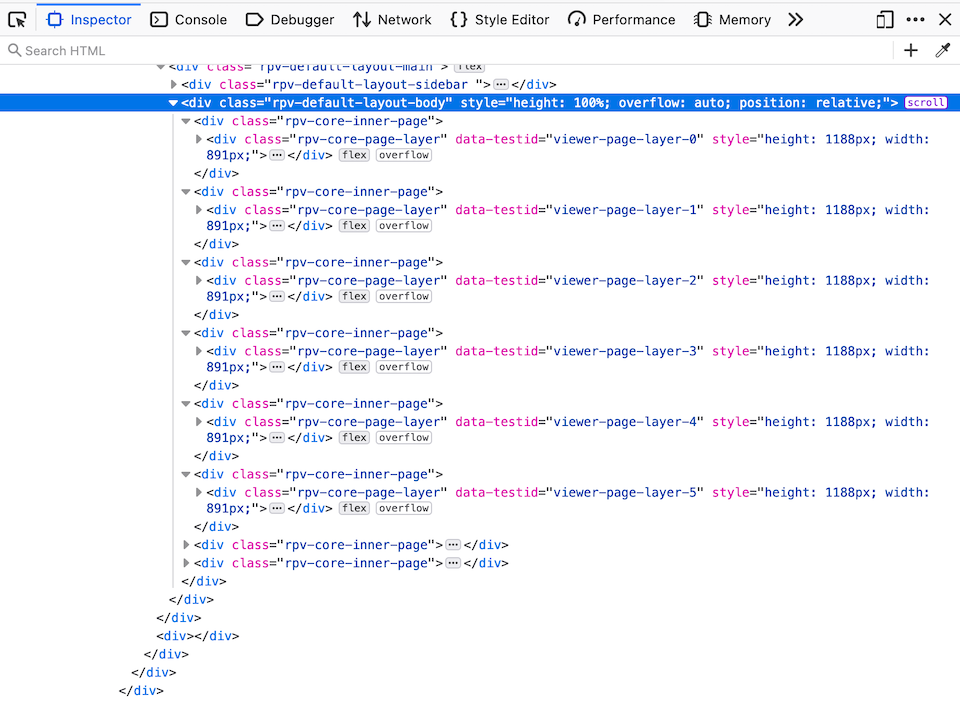 Inspector Console Debugger Network Style Editor Performance Memory
Search HTML
<div class="rpv-default-layout-main"> flex
<div class="rpv-default-layout-sidebar "></div>
<div class="rpv-default-layout-body" style="height: 100%; overflow: auto; position: relative;"> scroll
<div class="rpv-core-inner-page">
<div class="rpv-core-page-layer" data-testid="viewer-page-layer-0" style="height: 1188px; width:
891px;"></div> flex overflow
</div>
<div class="rpv-core-inner-page">
<div class="rpv-core-page-layer" data-testid="viewer-page-layer-1" style="height: 1188px; width:
891px;"></div> flex overflow
</div>
<div class="rpv-core-inner-page">
<div class="rpv-core-page-layer" data-testid="viewer-page-layer-2" style="height: 1188px; width:
891px;"></div> flex overflow
</div>
<div class="rpv-core-inner-page">
<div class="rpv-core-page-layer" data-testid="viewer-page-layer-3" style="height: 1188px; width:
891px;"></div> flex overflow
</div>
<div class="rpv-core-inner-page">
<div class="rpv-core-page-layer" data-testid="viewer-page-layer-4" style="height: 1188px; width:
891px;"></div> flex overflow
</div>
<div class="rpv-core-inner-page">
<div class="rpv-core-page-layer" data-testid="viewer-page-layer-5" style="height: 1188px; width:
891px;"></div> flex overflow
</div>
<div class="rpv-core-inner-page"></div>
<div class="rpv-core-inner-page"></div>
</div>
</div>
</div>
<div></div>
</div>
</div>
</div>